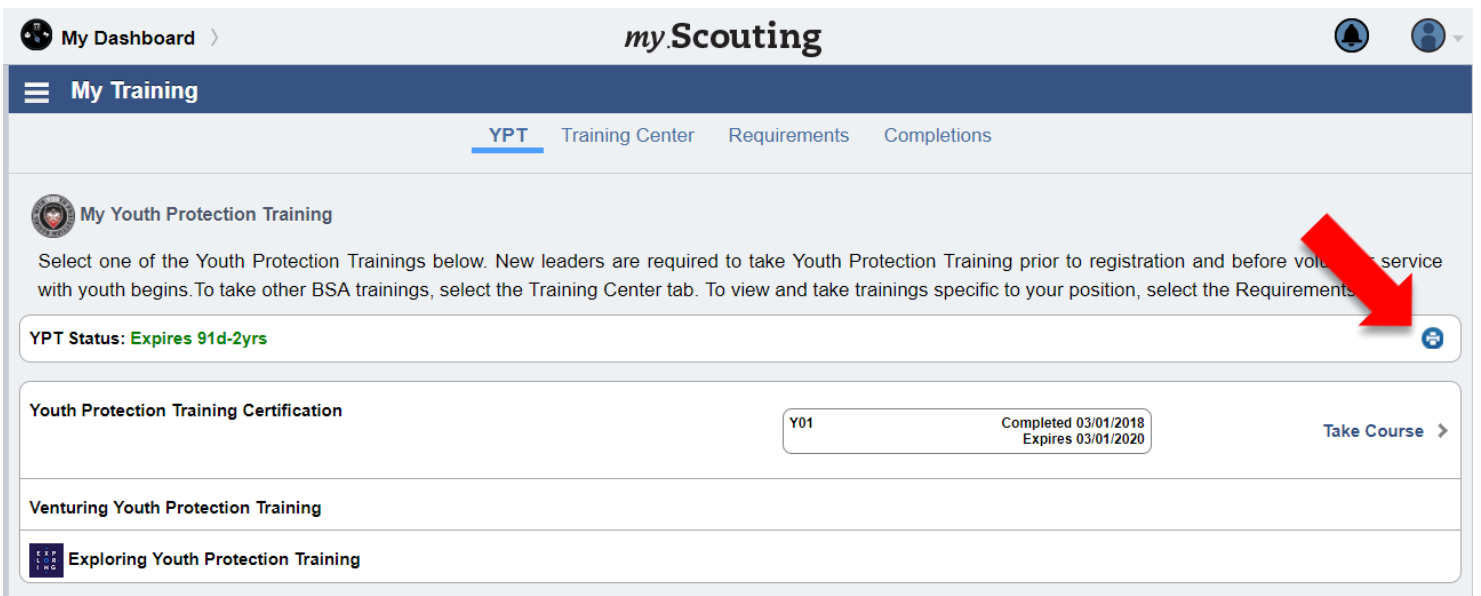 My Dashboard
my.Scouting
My Training
YPT Training Center Requirements Completions
My Youth Protection Training
Select one of the Youth Protection Trainings below. New leaders are required to take Youth Protection Training prior to registration and before service
with youth begins.To take other BSA trainings, select the Training Center tab. To view and take trainings specific to your position, select the Requirements
YPT Status: Expires 91d-2yrs
Youth Protection Training Certification
Y01 Completed 03/01/2018
Expires 03/01/2020
Take Course
Venturing Youth Protection Training
EXP
LOR
ING
Exploring Youth Protection Training